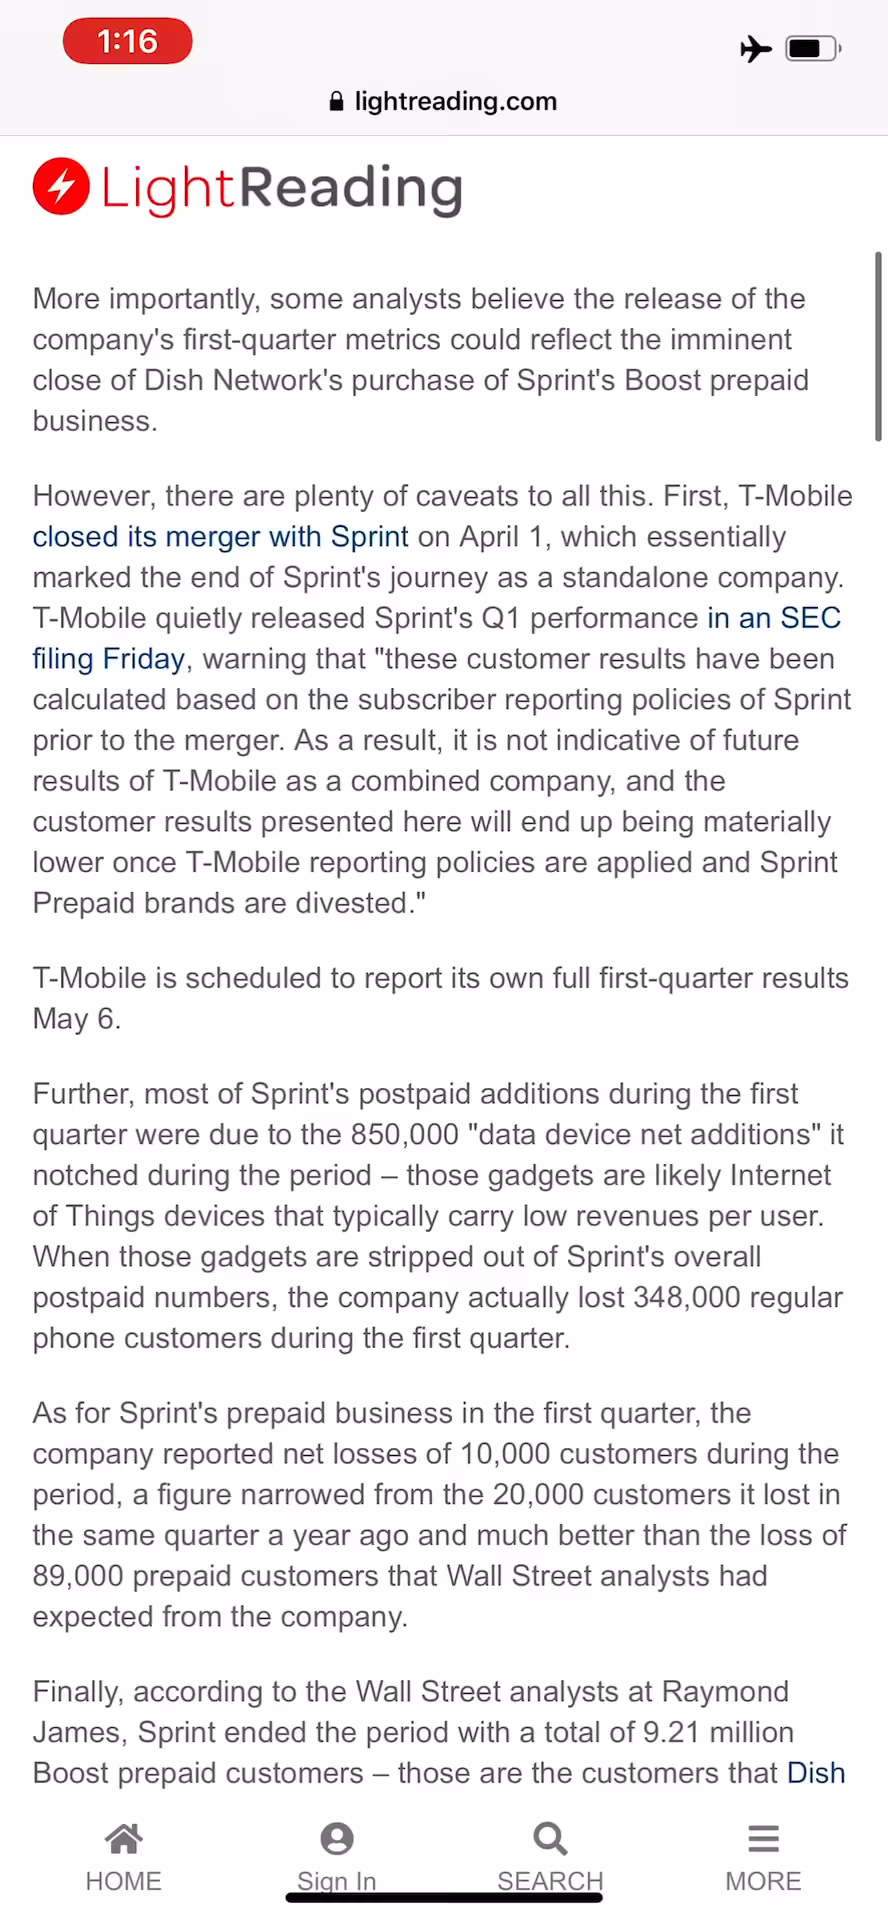 1:16
lightreading.com
LightReading
More importantly, some analysts believe the release of the
company's first-quarter metrics could reflect the imminent
close of Dish Network's purchase of Sprint's Boost prepaid
business.
However, there are plenty of caveats to all this. First, T-Mobile
closed its merger with Sprint on April 1, which essentially
marked the end of Sprint's journey as a standalone company.
T-Mobile quietly released Sprint's Q1 performance in an SEC
filing Friday, warning that "these customer results have been
calculated based on the subscriber reporting policies of Sprint
prior to the merger. As a result, it is not indicative of future
results of T-Mobile as a combined company, and the
customer results presented here will end up being materially
lower once T-Mobile reporting policies are applied and Sprint
Prepaid brands are divested."
T-Mobile is scheduled to report its own full first-quarter results
May 6.
Further, most of Sprint's postpaid additions during the first
quarter were due to the 850,000 "data device net additions" it
notched during the period – those gadgets are likely Internet
of Things devices that typically carry low revenues per user.
When those gadgets are stripped out of Sprint's overall
postpaid numbers, the company actually lost 348,000 regular
phone customers during the first quarter.
As for Sprint's prepaid business in the first quarter, the
company reported net losses of 10,000 customers during the
period, a figure narrowed from the 20,000 customers it lost in
the same quarter a year ago and much better than the loss of
89,000 prepaid customers that Wall Street analysts had
expected from the company.
Finally, according to the Wall Street analysts at Raymond
James, Sprint ended the period with a total of 9.21 million
Boost prepaid customers – those are the customers that Dish
HOME Sign In SEARCH MORE